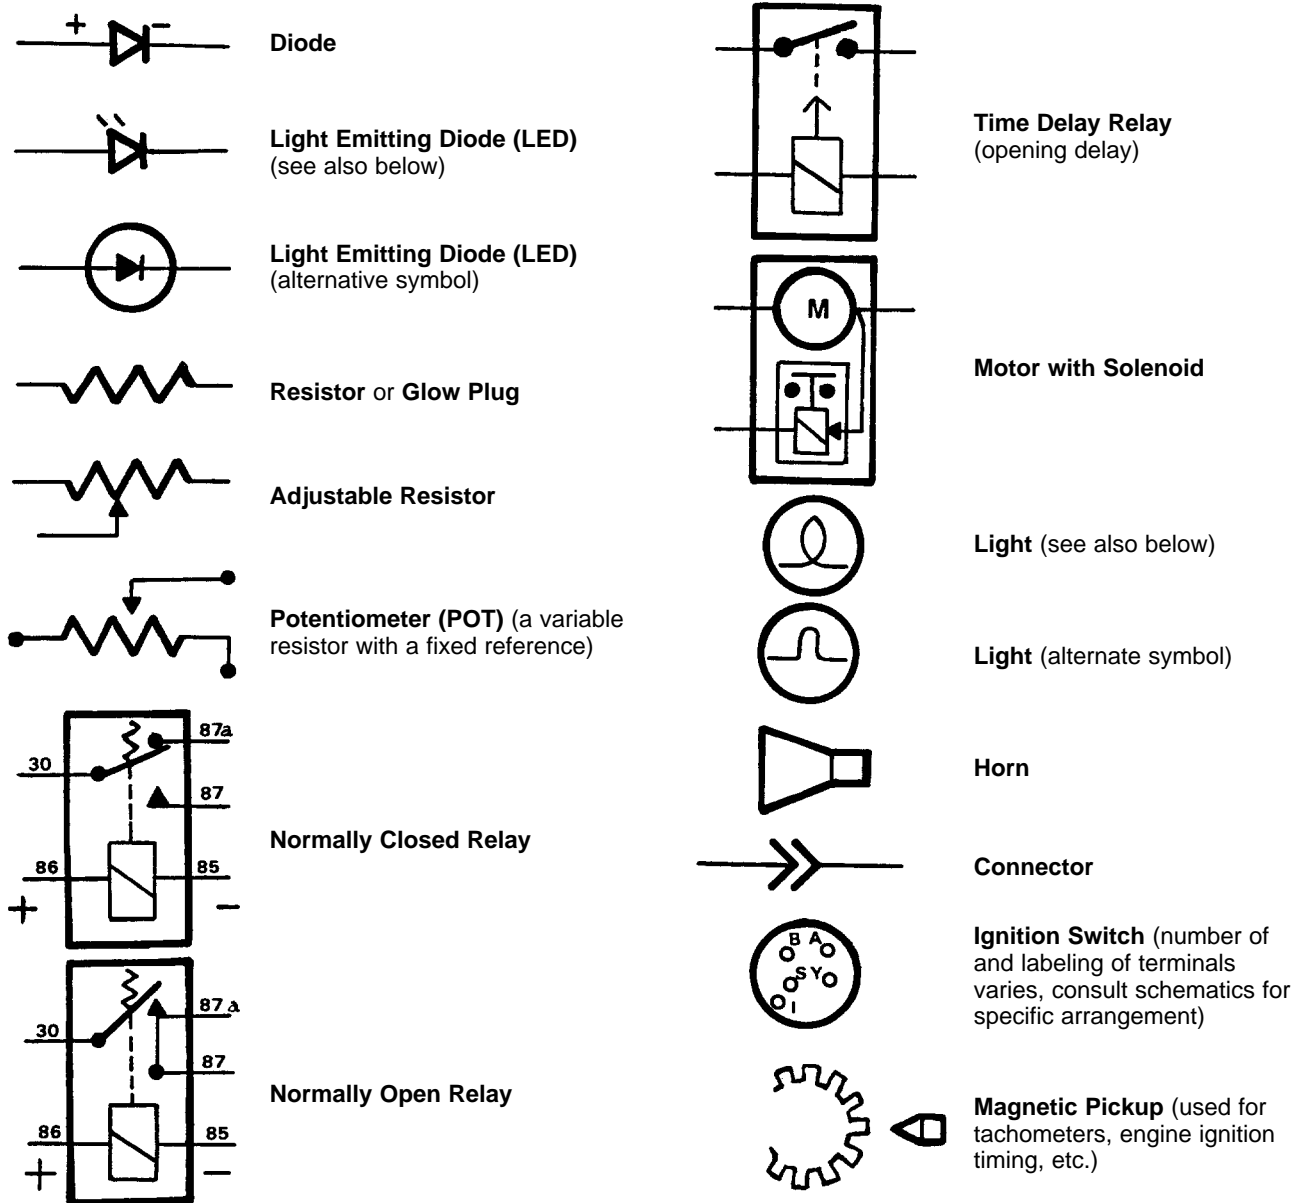 + −
Diode
Light Emitting Diode (LED)
(see also below)
Light Emitting Diode (LED)
(alternative symbol)
Resistor or Glow Plug
Adjustable Resistor
Potentiometer (POT) (a variable
resistor with a fixed reference)
87a
30
87
Normally Closed Relay
86 85
+ −
87a
30
87
Normally Open Relay
86 85
+ −
Time Delay Relay
(opening delay)
M
Motor with Solenoid
Light (see also below)
Light (alternate symbol)
Horn
Connector
B A
S Y
I
Ignition Switch (number of
and labeling of terminals
varies, consult schematics for
specific arrangement)
Magnetic Pickup (used for
tachometers, engine ignition
timing, etc.)